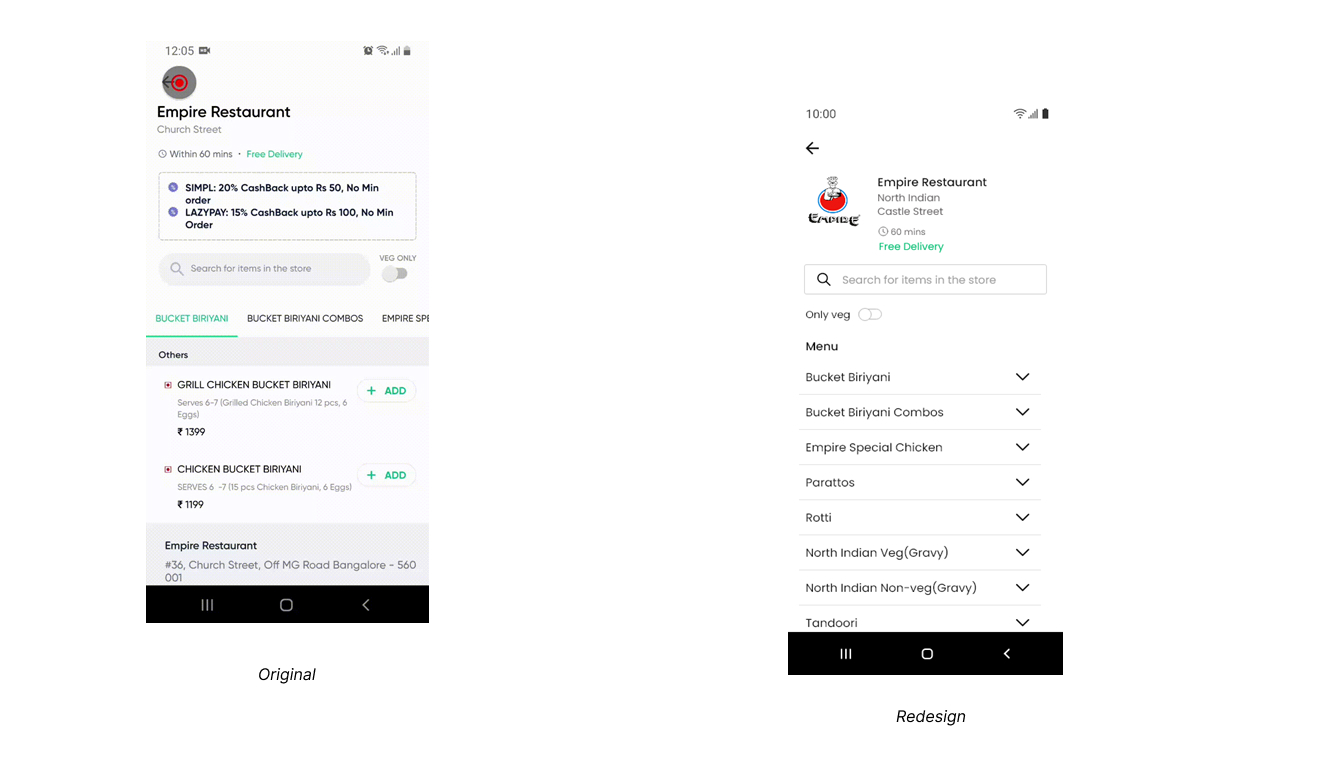 12:05
Empire Restaurant
Church Street
Within 60 mins • Free Delivery
SIMPL: 20% CashBack upto Rs 50, No Min
order
LAZYPAY: 15% CashBack upto Rs 100, No Min
Order
Search for items in the store
VEG ONLY
BUCKET BIRIYANI BUCKET BIRIYANI COMBOS EMPIRE SPE
Others
GRILL CHICKEN BUCKET BIRIYANI
+ ADD
Serves 6-7 (Grilled Chicken Biriyani 12 pcs, 6
Eggs)
₹ 1399
CHICKEN BUCKET BIRIYANI
+ ADD
SERVES 6 -7 (15 pcs Chicken Biriyani, 6 Eggs)
₹ 1199
Empire Restaurant
#36, Church Street, Off MG Road Bangalore - 560
001
Original
10:00
EMPIRE
Empire Restaurant
North Indian
Castle Street
60 mins
Free Delivery
Search for items in the store
Only veg
Menu
Bucket Biriyani
Bucket Biriyani Combos
Empire Special Chicken
Parattos
Rotti
North Indian Veg(Gravy)
North Indian Non-veg(Gravy)
Tandoori
Redesign